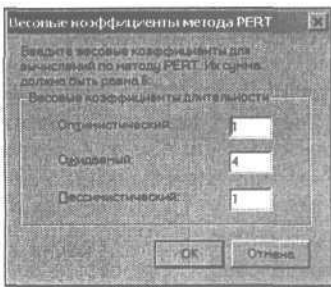 Весовые коэффициенты метода PERT
Введите весовые коэффициенты для
вычислений по методу PERT. Их сумма
должна быть равна 6:
Весовые коэффициенты длительности
Оптимистический: 1
Ожидаемый: 4
Пессимистический: 1
OK Отмена